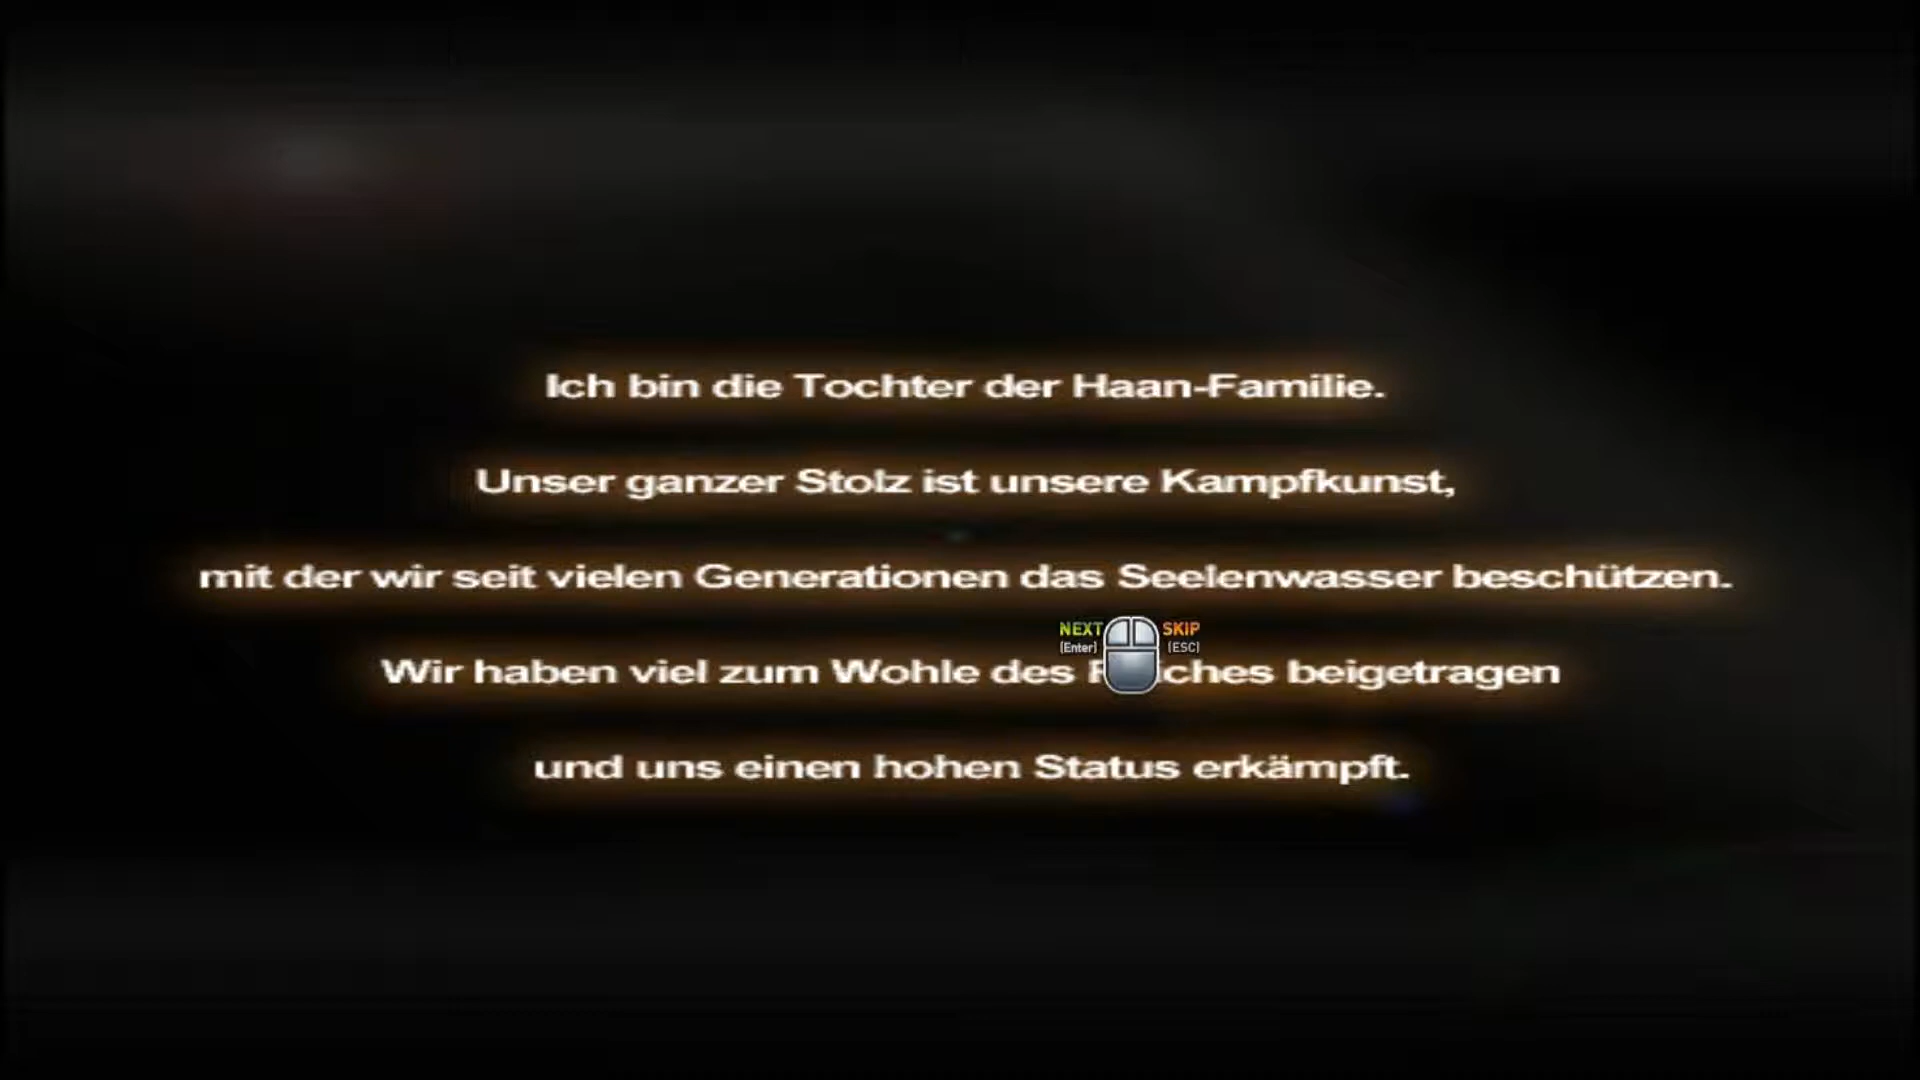 Ich bin die Tochter der Haan-Familie.
Unser ganzer Stolz ist unsere Kampfkunst,
mit der wir seit vielen Generationen das Seelenwasser beschützen.
NEXT SKIP
(Enter) (ESC)
Wir haben viel zum Wohle des beigetragen
und uns einen hohen Status erkämpft.